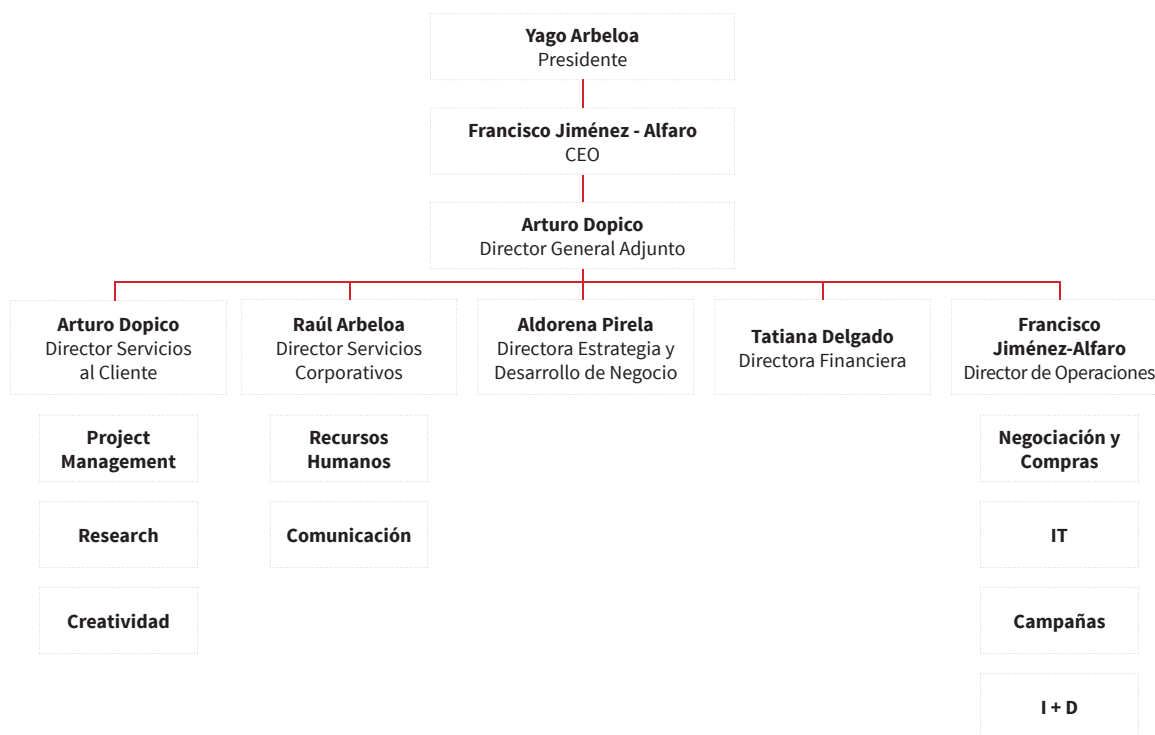 Yago Arbeloa
Presidente
Francisco Jiménez - Alfaro
CEO
Arturo Dopico
Director General Adjunto
Arturo Dopico
Director Servicios
al Cliente
Raúl Arbeloa
Director Servicios
Corporativos
Aldorena Pirela
Directora Estrategia y
Desarrollo de Negocio
Tatiana Delgado
Directora Financiera
Francisco
Jiménez-Alfaro
Director de Operaciones
Project
Management
Research
Creatividad
Recursos
Humanos
Comunicación
Negociación y
Compras
IT
Campañas
I + D